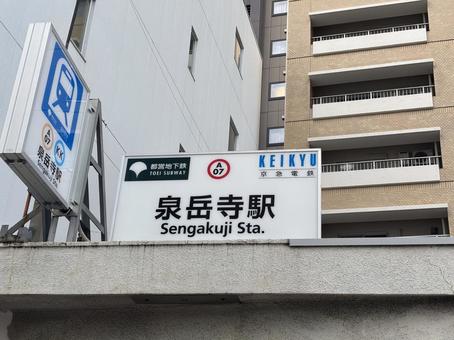 泉岳寺駅
都営地下鉄
TOEI SUBWAY
A
07
KEIKYU
京急電鉄
泉岳寺駅
Sengakuji Sta.